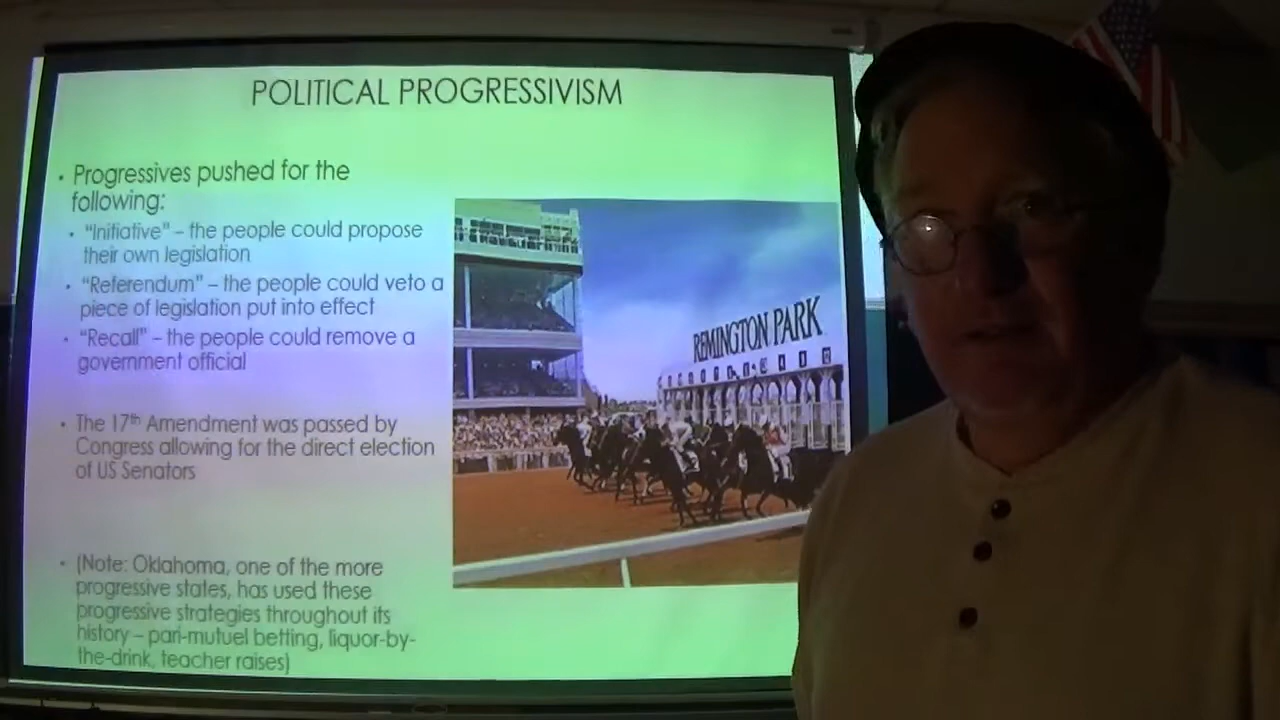 POLITICAL PROGRESSIVISM
• Progressives pushed for the
following:
• “Initiative” – the people could propose
their own legislation
• “Referendum” – the people could veto a
piece of legislation put into effect
• “Recall” – the people could remove a
government official
• The 17th Amendment was passed by
Congress allowing for the direct election
of US Senators
• (Note: Oklahoma, one of the more
progressive states, has used these
progressive strategies throughout its
history – pari-mutuel betting, liquor-by-
the-drink, teacher raises)
REMINGTON PARK